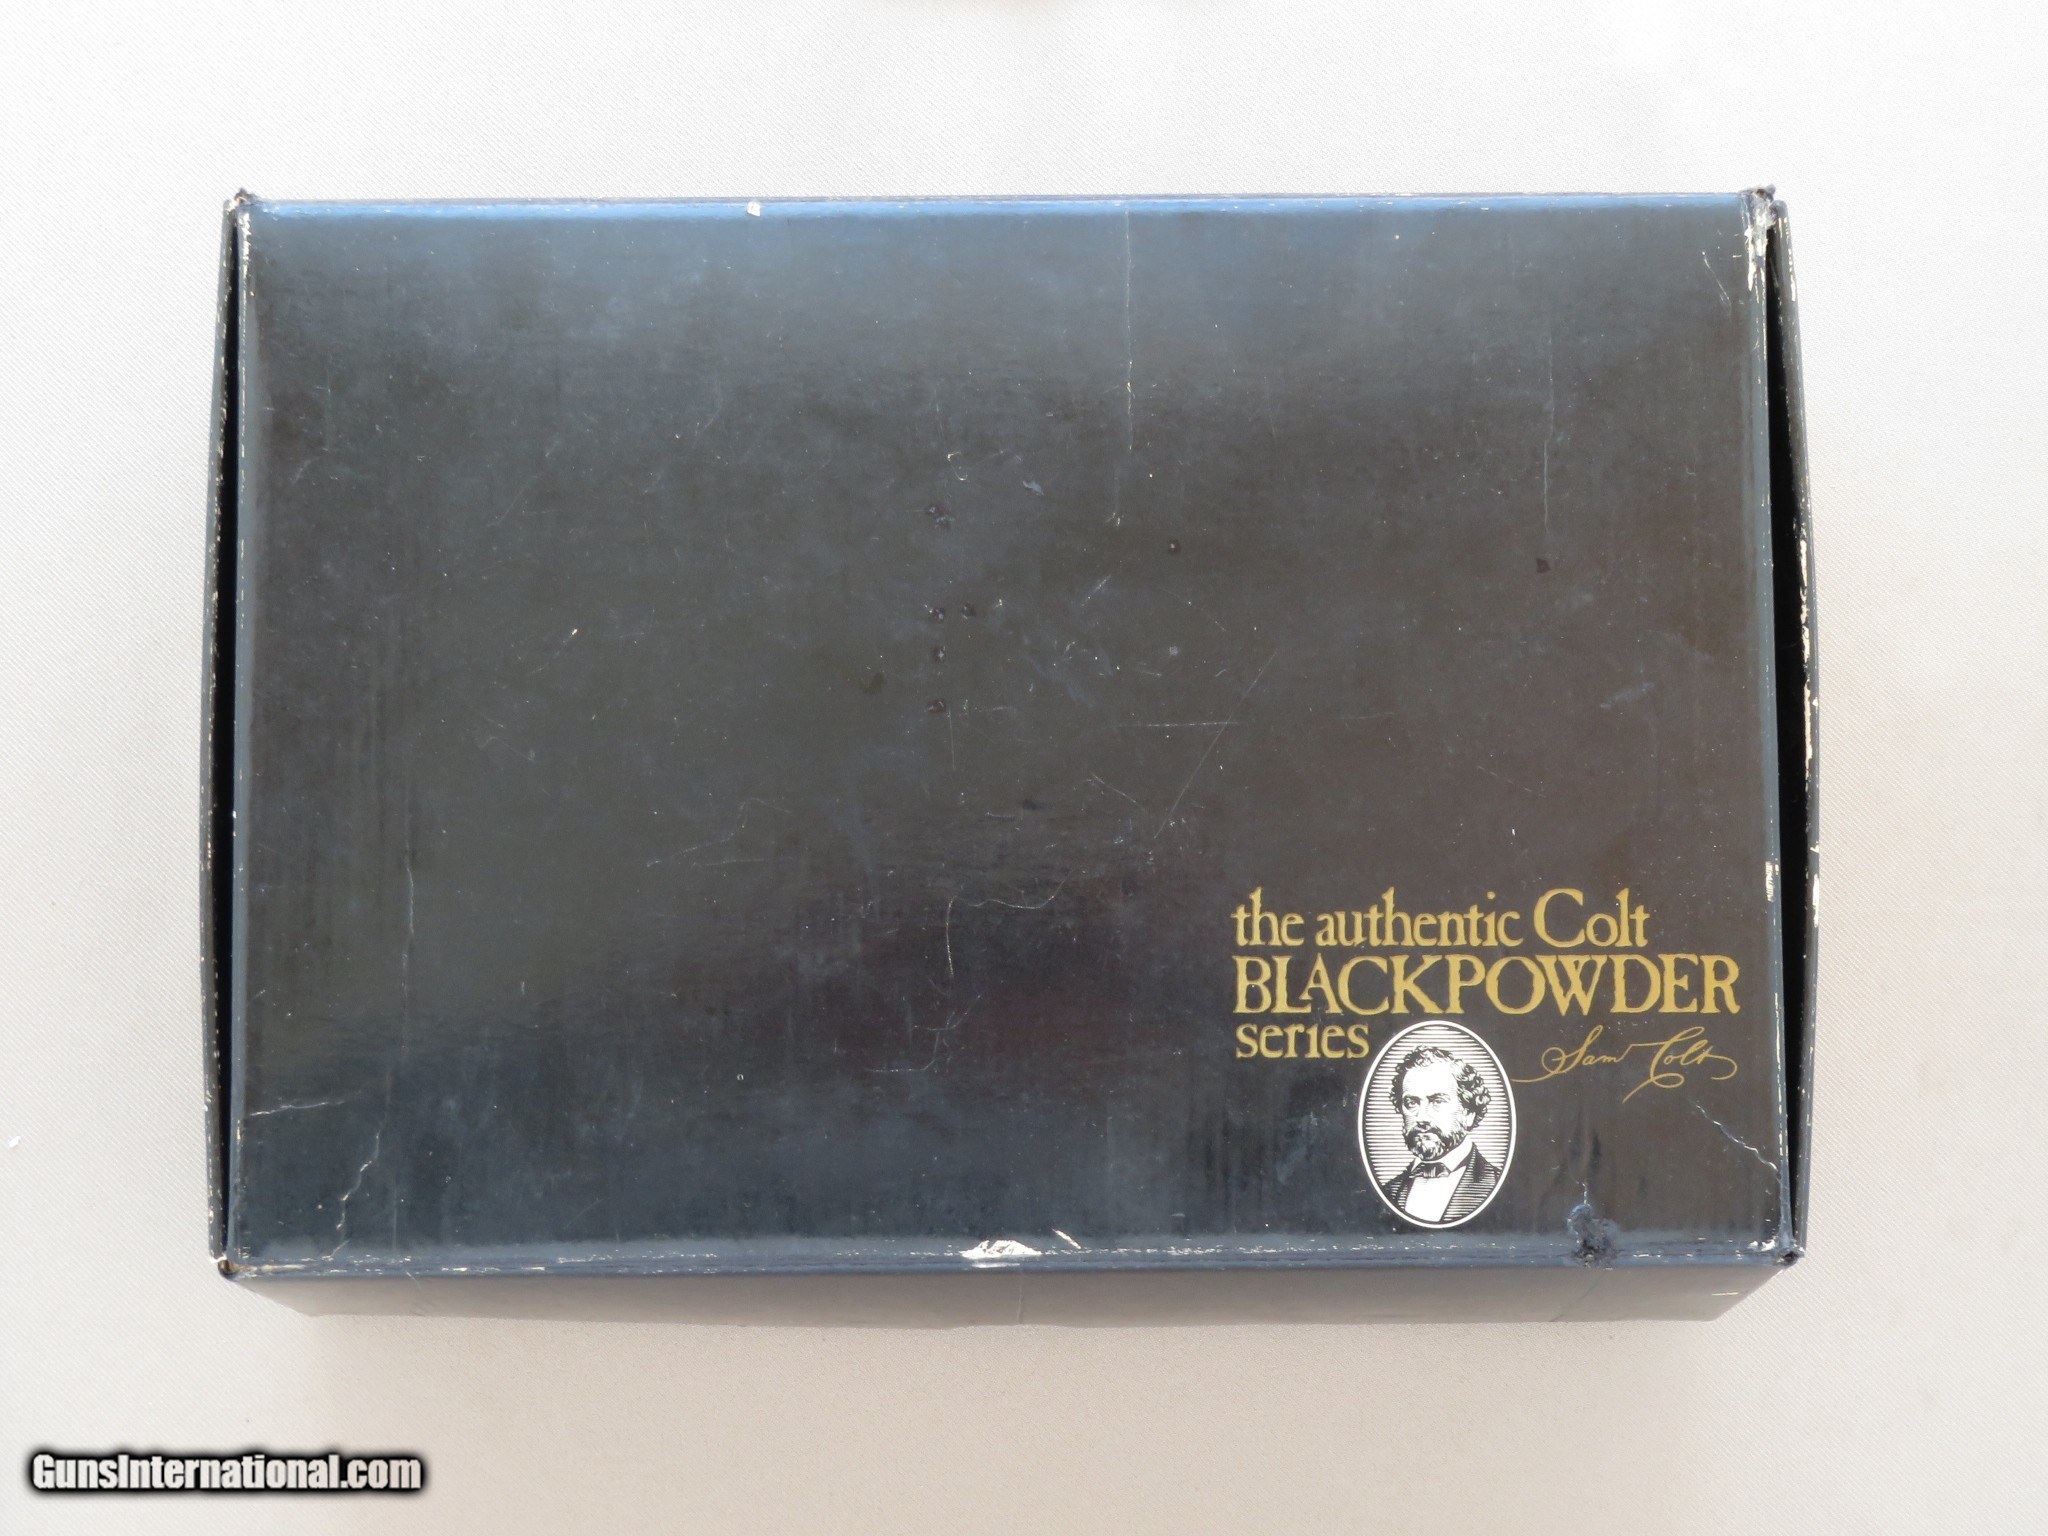 the authentic Colt
BLACKPOWDER
series
Sam Colt
GunsInternational.com